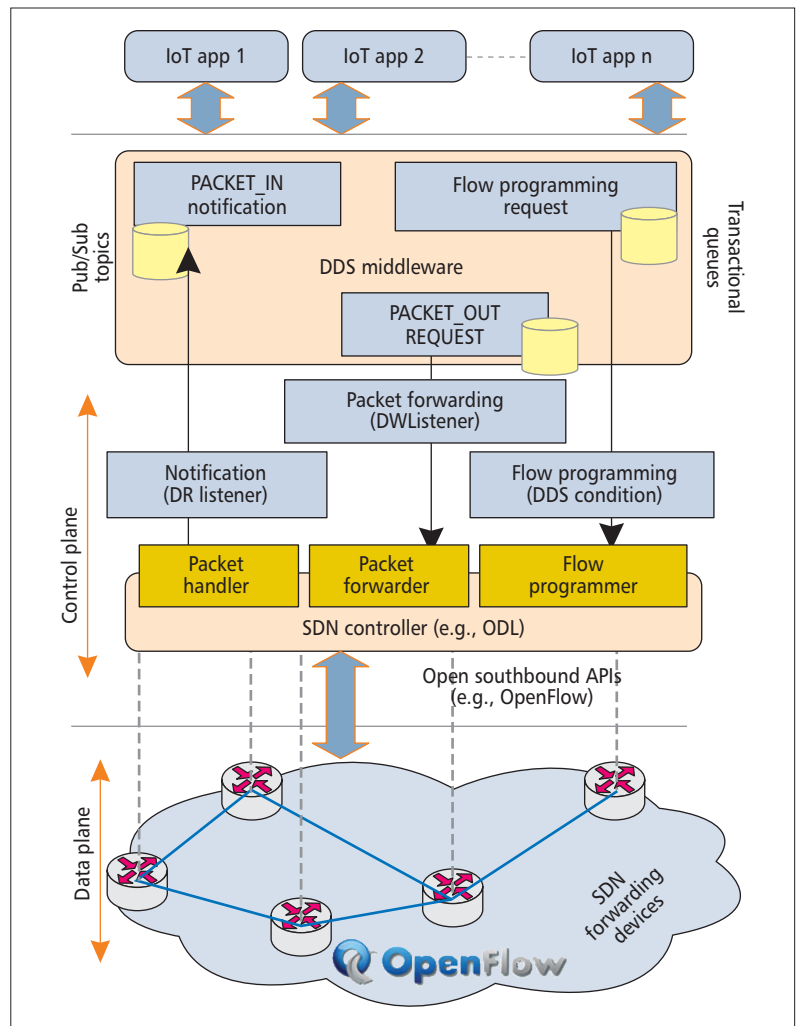 IoT app 1
IoT app 2
IoT app n
PACKET_IN
notification
Flow programming
request
Pub/Sub
topics
Transactional
queues
DDS middleware
PACKET_OUT
REQUEST
Packet forwarding
(DWListener)
Notification
(DR listener)
Flow programming
(DDS condition)
Control plane
Packet
handler
Packet
forwarder
Flow
programmer
SDN controller (e.g., ODL)
Open southbound APIs
(e.g., OpenFlow)
Data plane
SDN
forwarding
devices
OpenFlow